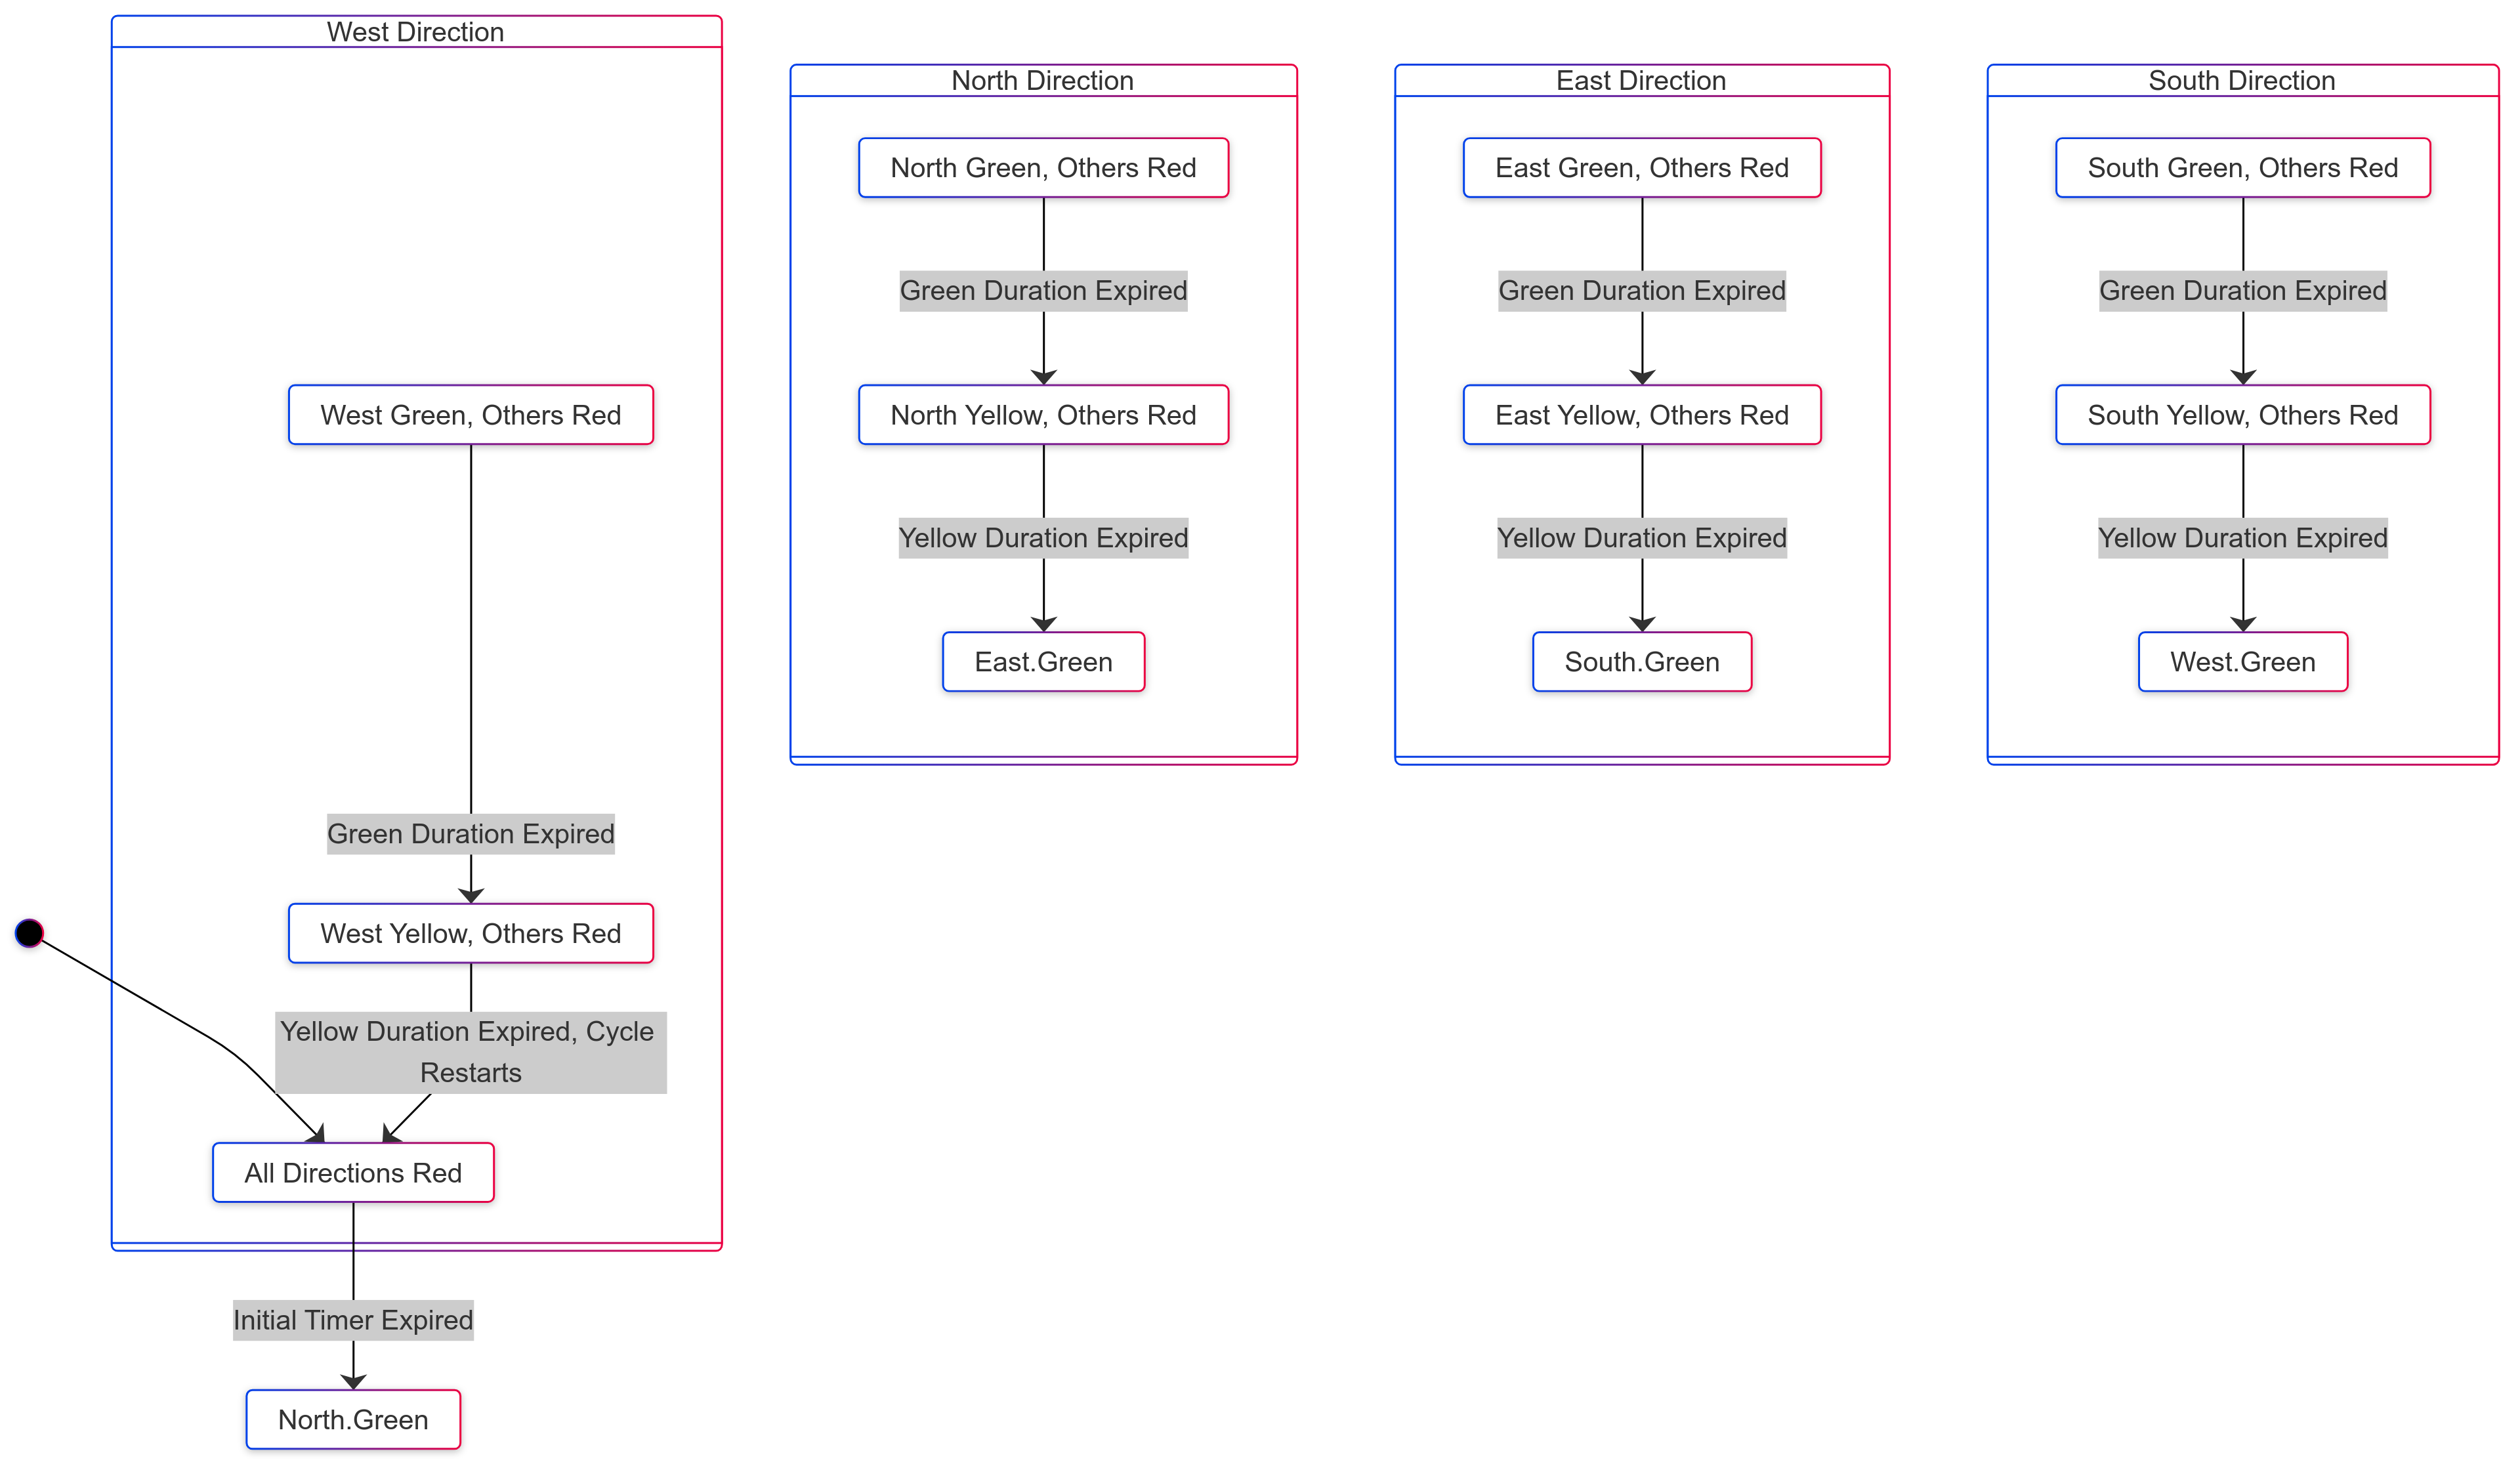 West Direction
West Green, Others Red
Green Duration Expired
West Yellow, Others Red
Yellow Duration Expired, Cycle
Restarts
All Directions Red
Initial Timer Expired
North.Green
North Direction
North Green, Others Red
Green Duration Expired
North Yellow, Others Red
Yellow Duration Expired
East.Green
East Direction
East Green, Others Red
Green Duration Expired
East Yellow, Others Red
Yellow Duration Expired
South.Green
South Direction
South Green, Others Red
Green Duration Expired
South Yellow, Others Red
Yellow Duration Expired
West.Green